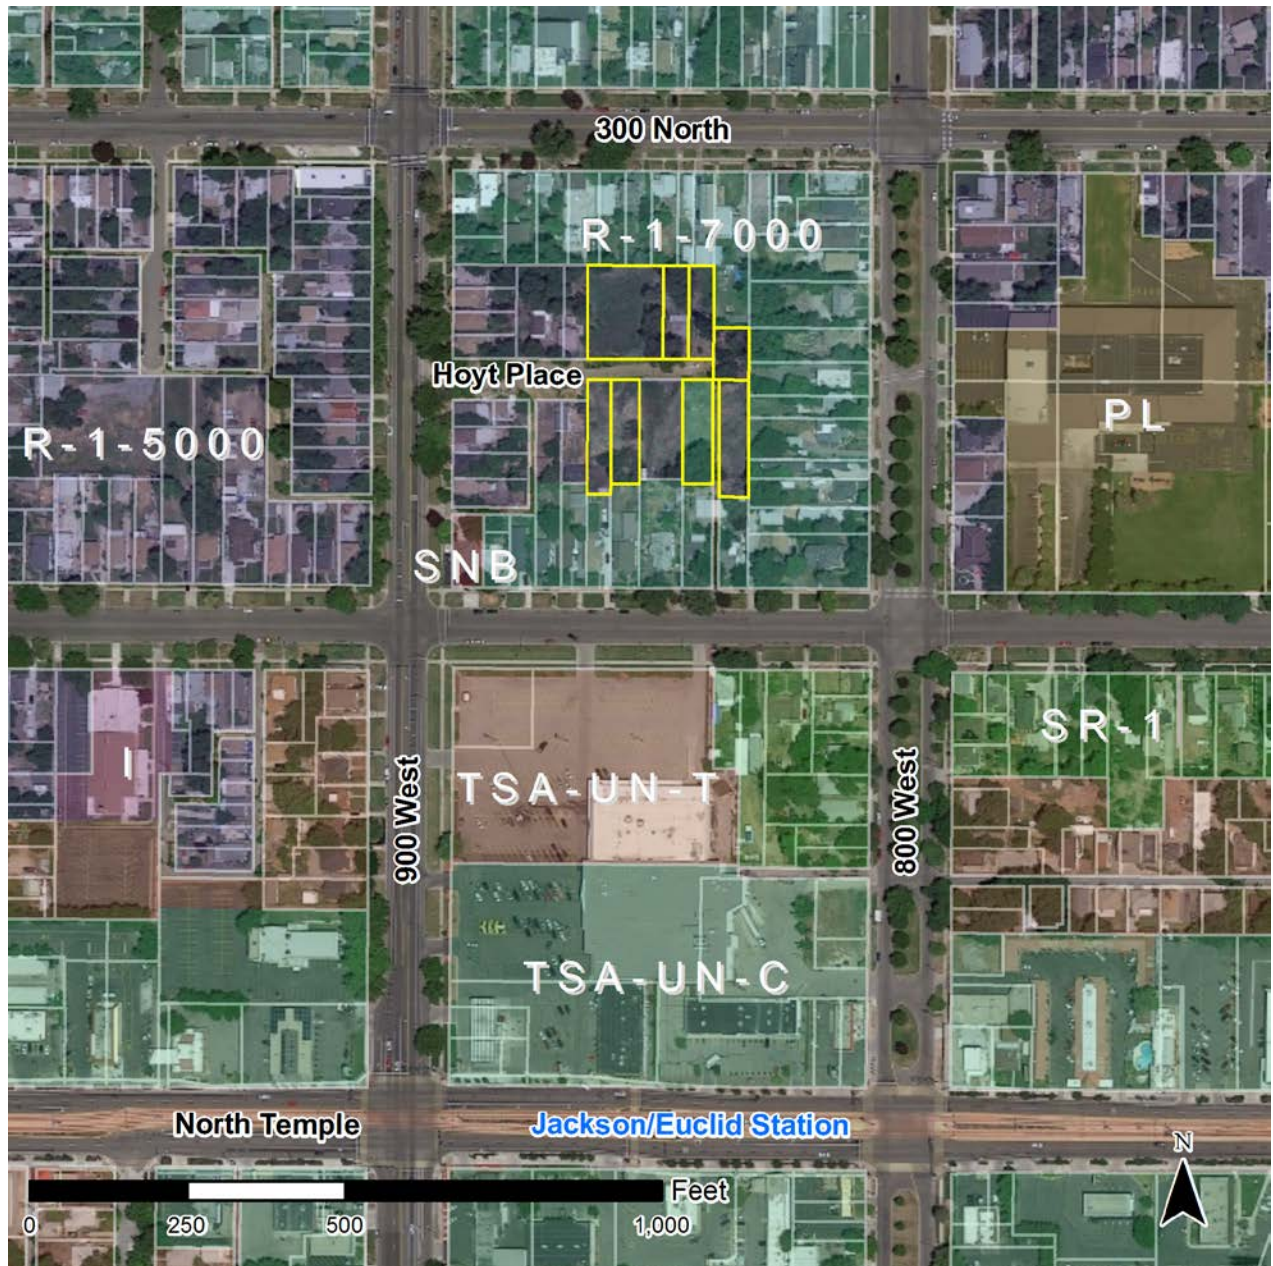 300 North
R-1-7000
Hoyt Place
R-1-5000
PL
SNB
SR-1
TSA-UN-T
I
900 West
800 West
TSA-UN-C
North Temple
Jackson/Euclid Station
N
Feet
0
250
500
1,000